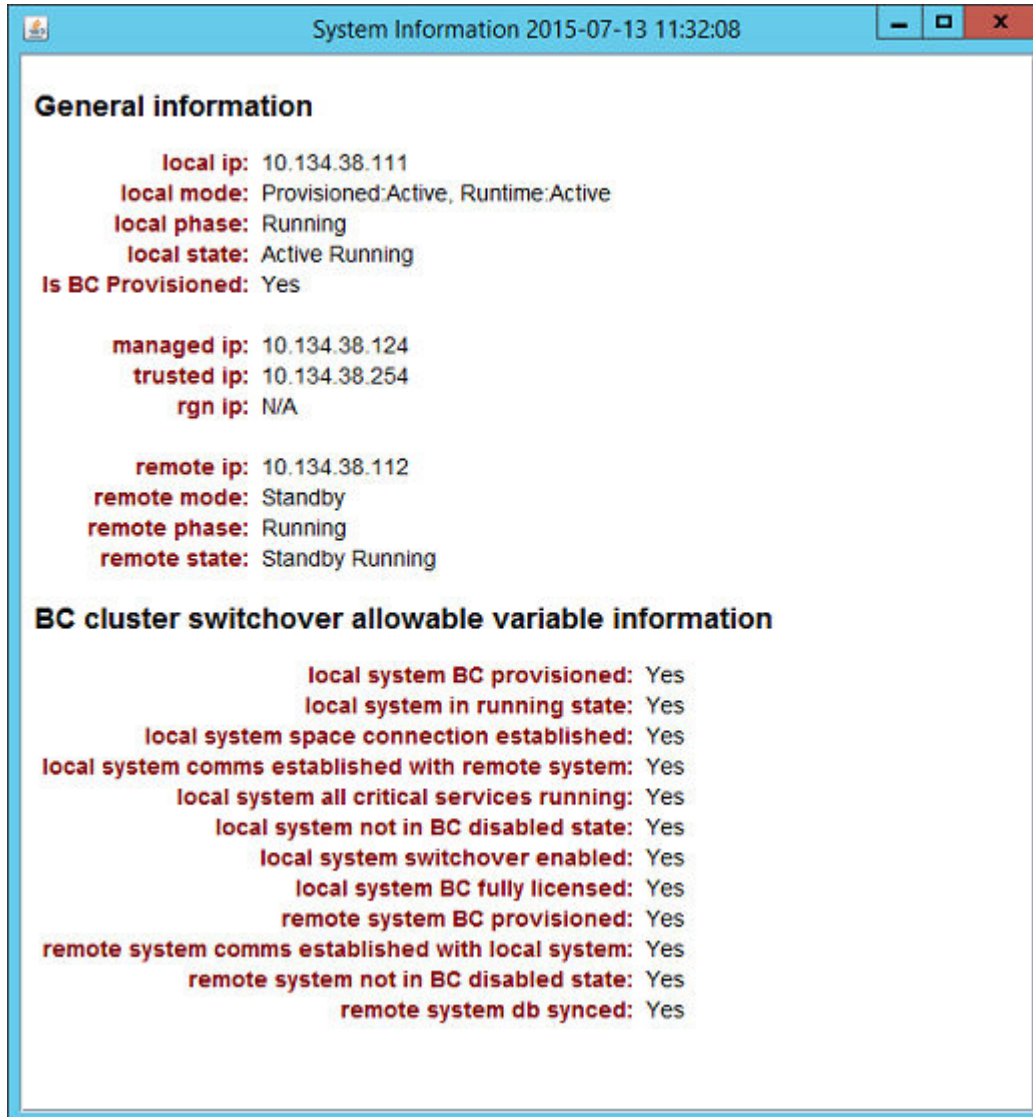 System Information 2015-07-13 11:32:08
General information
local ip: 10.134.38.111
local mode: Provisioned:Active, Runtime:Active
local phase: Running
local state: Active Running
Is BC Provisioned: Yes
managed ip: 10.134.38.124
trusted ip: 10.134.38.254
rgn ip: N/A
remote ip: 10.134.38.112
remote mode: Standby
remote phase: Running
remote state: Standby Running
BC cluster switchover allowable variable information
local system BC provisioned: Yes
local system in running state: Yes
local system space connection established: Yes
local system comms established with remote system: Yes
local system all critical services running: Yes
local system not in BC disabled state: Yes
local system switchover enabled: Yes
local system BC fully licensed: Yes
remote system BC provisioned: Yes
remote system comms established with local system: Yes
remote system not in BC disabled state: Yes
remote system db synced: Yes